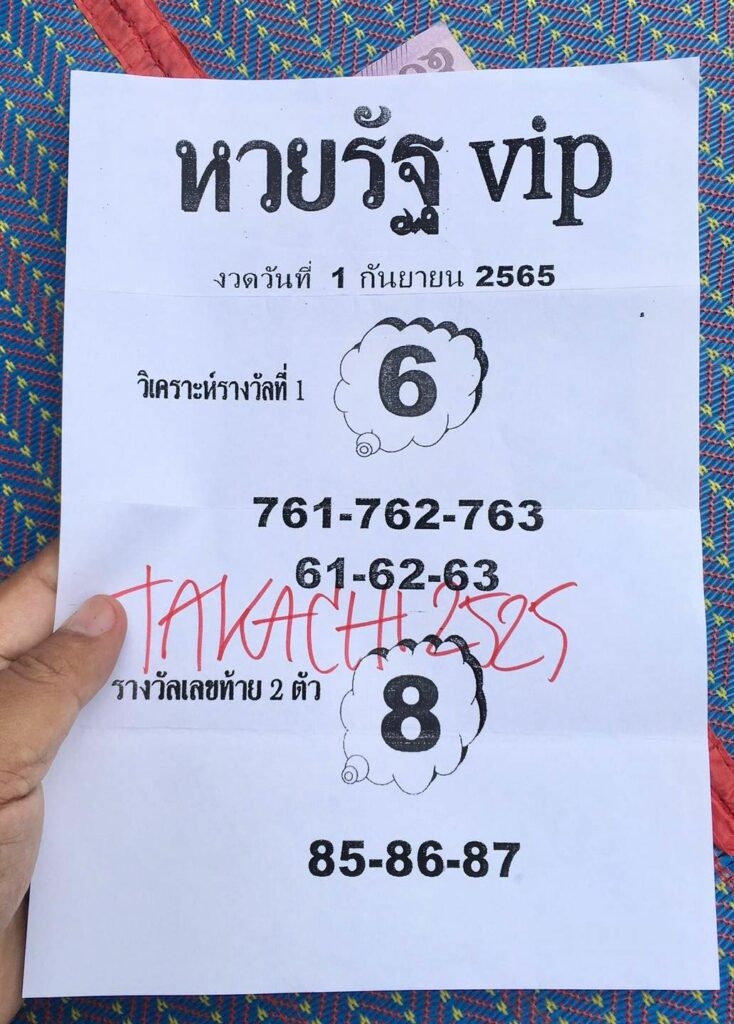 หวยรัฐ vip
งวดวันที่ 1 กันยายน 2565
วิเคราะห์รางวัลที่ 1
6
761-762-763
61-62-63
TAKACHI.2525
รางวัลเลขท้าย 2 ตัว
8
85-86-87